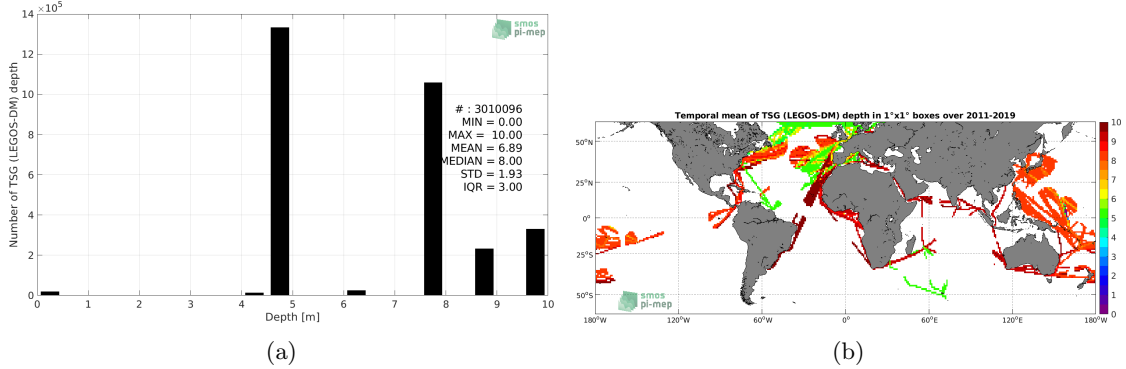 14 ×10⁵
12
10
8
6
4
2
0
Number of TSG (LEGOS-DM) depth
smos
pi-mep
# : 3010096
MIN = 0.00
MAX = 10.00
MEAN = 6.89
MEDIAN = 8.00
STD = 1.93
IQR = 3.00
0 1 2 3 4 5 6 7 8 9 10
Depth [m]
(a)
Temporal mean of TSG (LEGOS-DM) depth in 1°x1° boxes over 2011-2019
50°N
25°N
0°
25°S
50°S
180°W 120°W 60°W 0° 60°E 120°E 180°E
smos
pi-mep
10
9
8
7
6
5
4
3
2
1
0
(b)